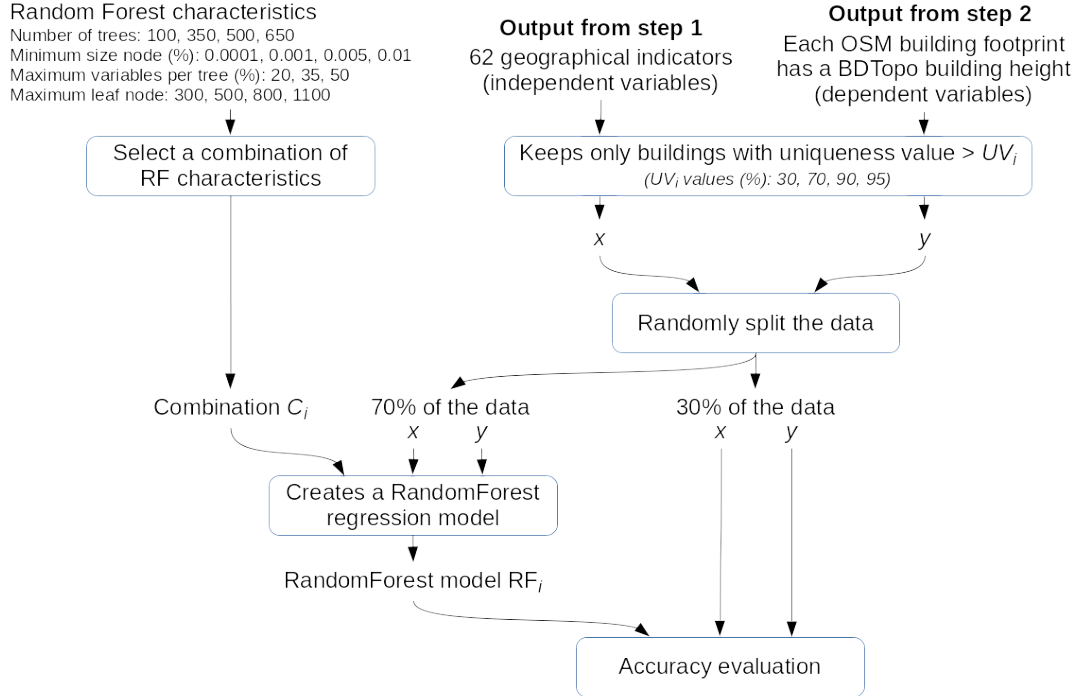 Random Forest characteristics
Number of trees: 100, 350, 500, 650
Minimum size node (%): 0.0001, 0.001, 0.005, 0.01
Maximum variables per tree (%): 20, 35, 50
Maximum leaf node: 300, 500, 800, 1100
Output from step 1
62 geographical indicators
(independent variables)
Output from step 2
Each OSM building footprint
has a BDTopo building height
(dependent variables)
Select a combination of
RF characteristics
Keeps only buildings with uniqueness value > UVi
(UVi values (%): 30, 70, 90, 95)
x
y
Randomly split the data
Combination Ci
70% of the data
x y
30% of the data
x y
Creates a RandomForest
regression model
RandomForest model RFi
Accuracy evaluation